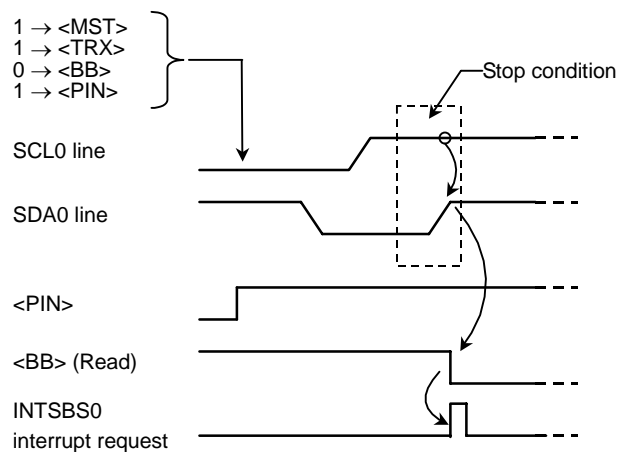 1 → <MST>
1 → <TRX>
0 → <BB>
1 → <PIN>
Stop condition
SCL0 line
SDA0 line
<PIN>
<BB> (Read)
INTSBS0
interrupt request